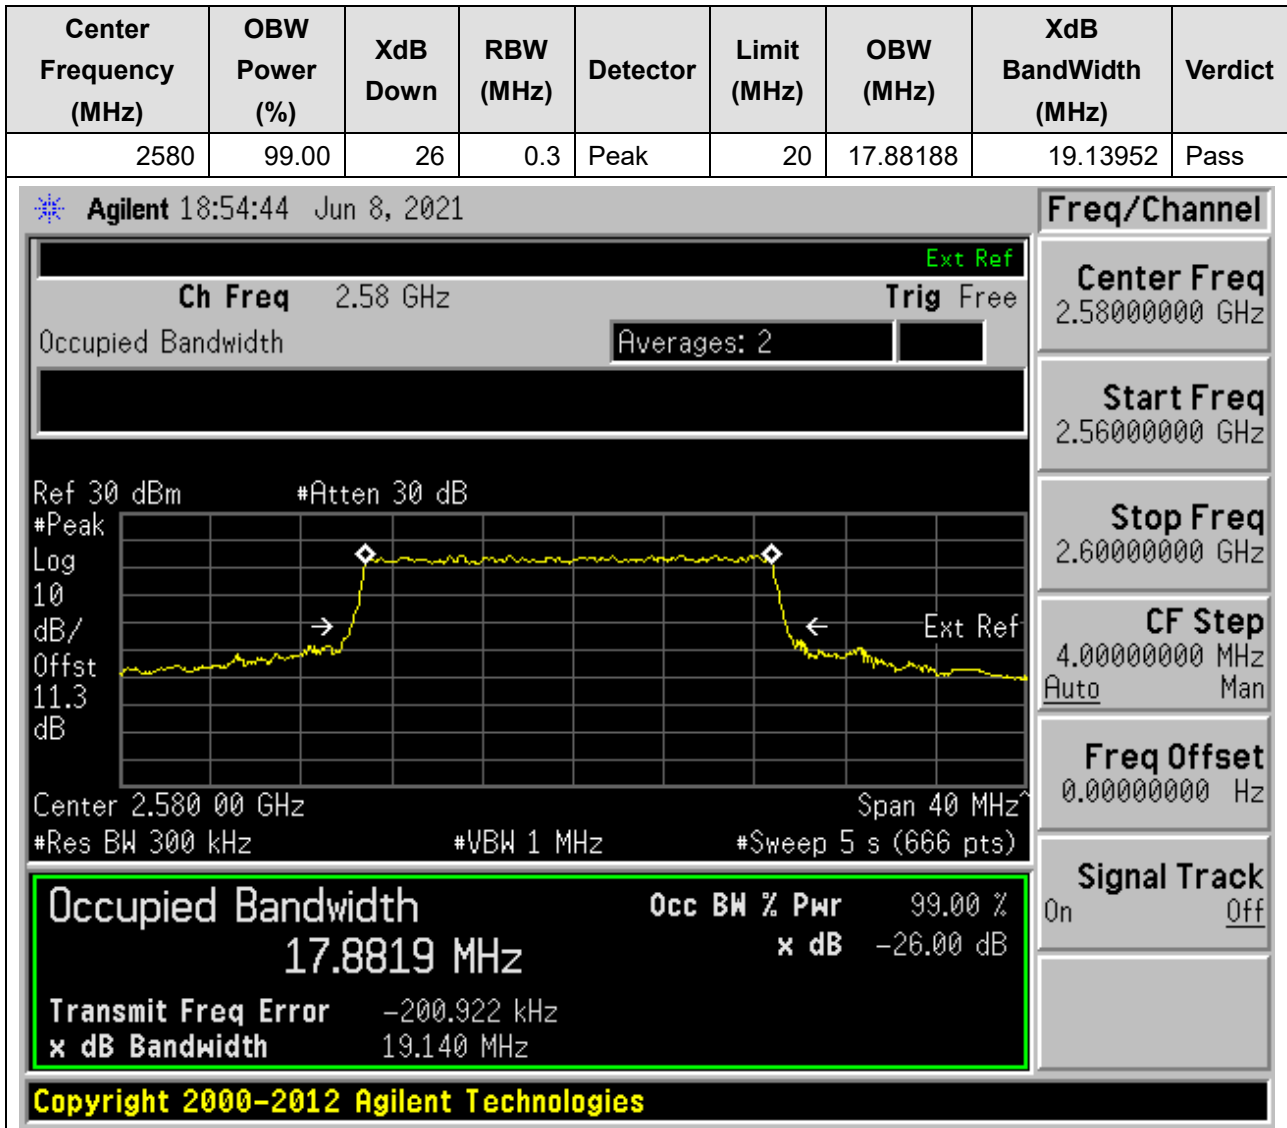 Center Frequency (MHz) OBW Power (%) XdB Down RBW (MHz) Detector Limit (MHz) OBW (MHz) XdB BandWidth (MHz) Verdict
2580 99.00 26 0.3 Peak 20 17.88188 19.13952 Pass
Agilent 18:54:44 Jun 8, 2021
Freq/Channel
Ext Ref
Ch Freq 2.58 GHz Trig Free
Occupied Bandwidth Averages: 2
Center Freq
2.58000000 GHz
Start Freq
2.56000000 GHz
Stop Freq
2.60000000 GHz
CF Step
4.00000000 MHz
Auto Man
Freq Offset
0.00000000 Hz
Signal Track
On Off
Ref 30 dBm #Atten 30 dB
#Peak
Log
10
dB/
Offst
11.3
dB
Ext Ref
Center 2.580 00 GHz Span 40 MHz^
#Res BW 300 kHz #VBW 1 MHz #Sweep 5 s (666 pts)
Occupied Bandwidth Occ BW % Pwr 99.00 %
17.8819 MHz x dB -26.00 dB
Transmit Freq Error -200.922 kHz
x dB Bandwidth 19.140 MHz
Copyright 2000-2012 Agilent Technologies